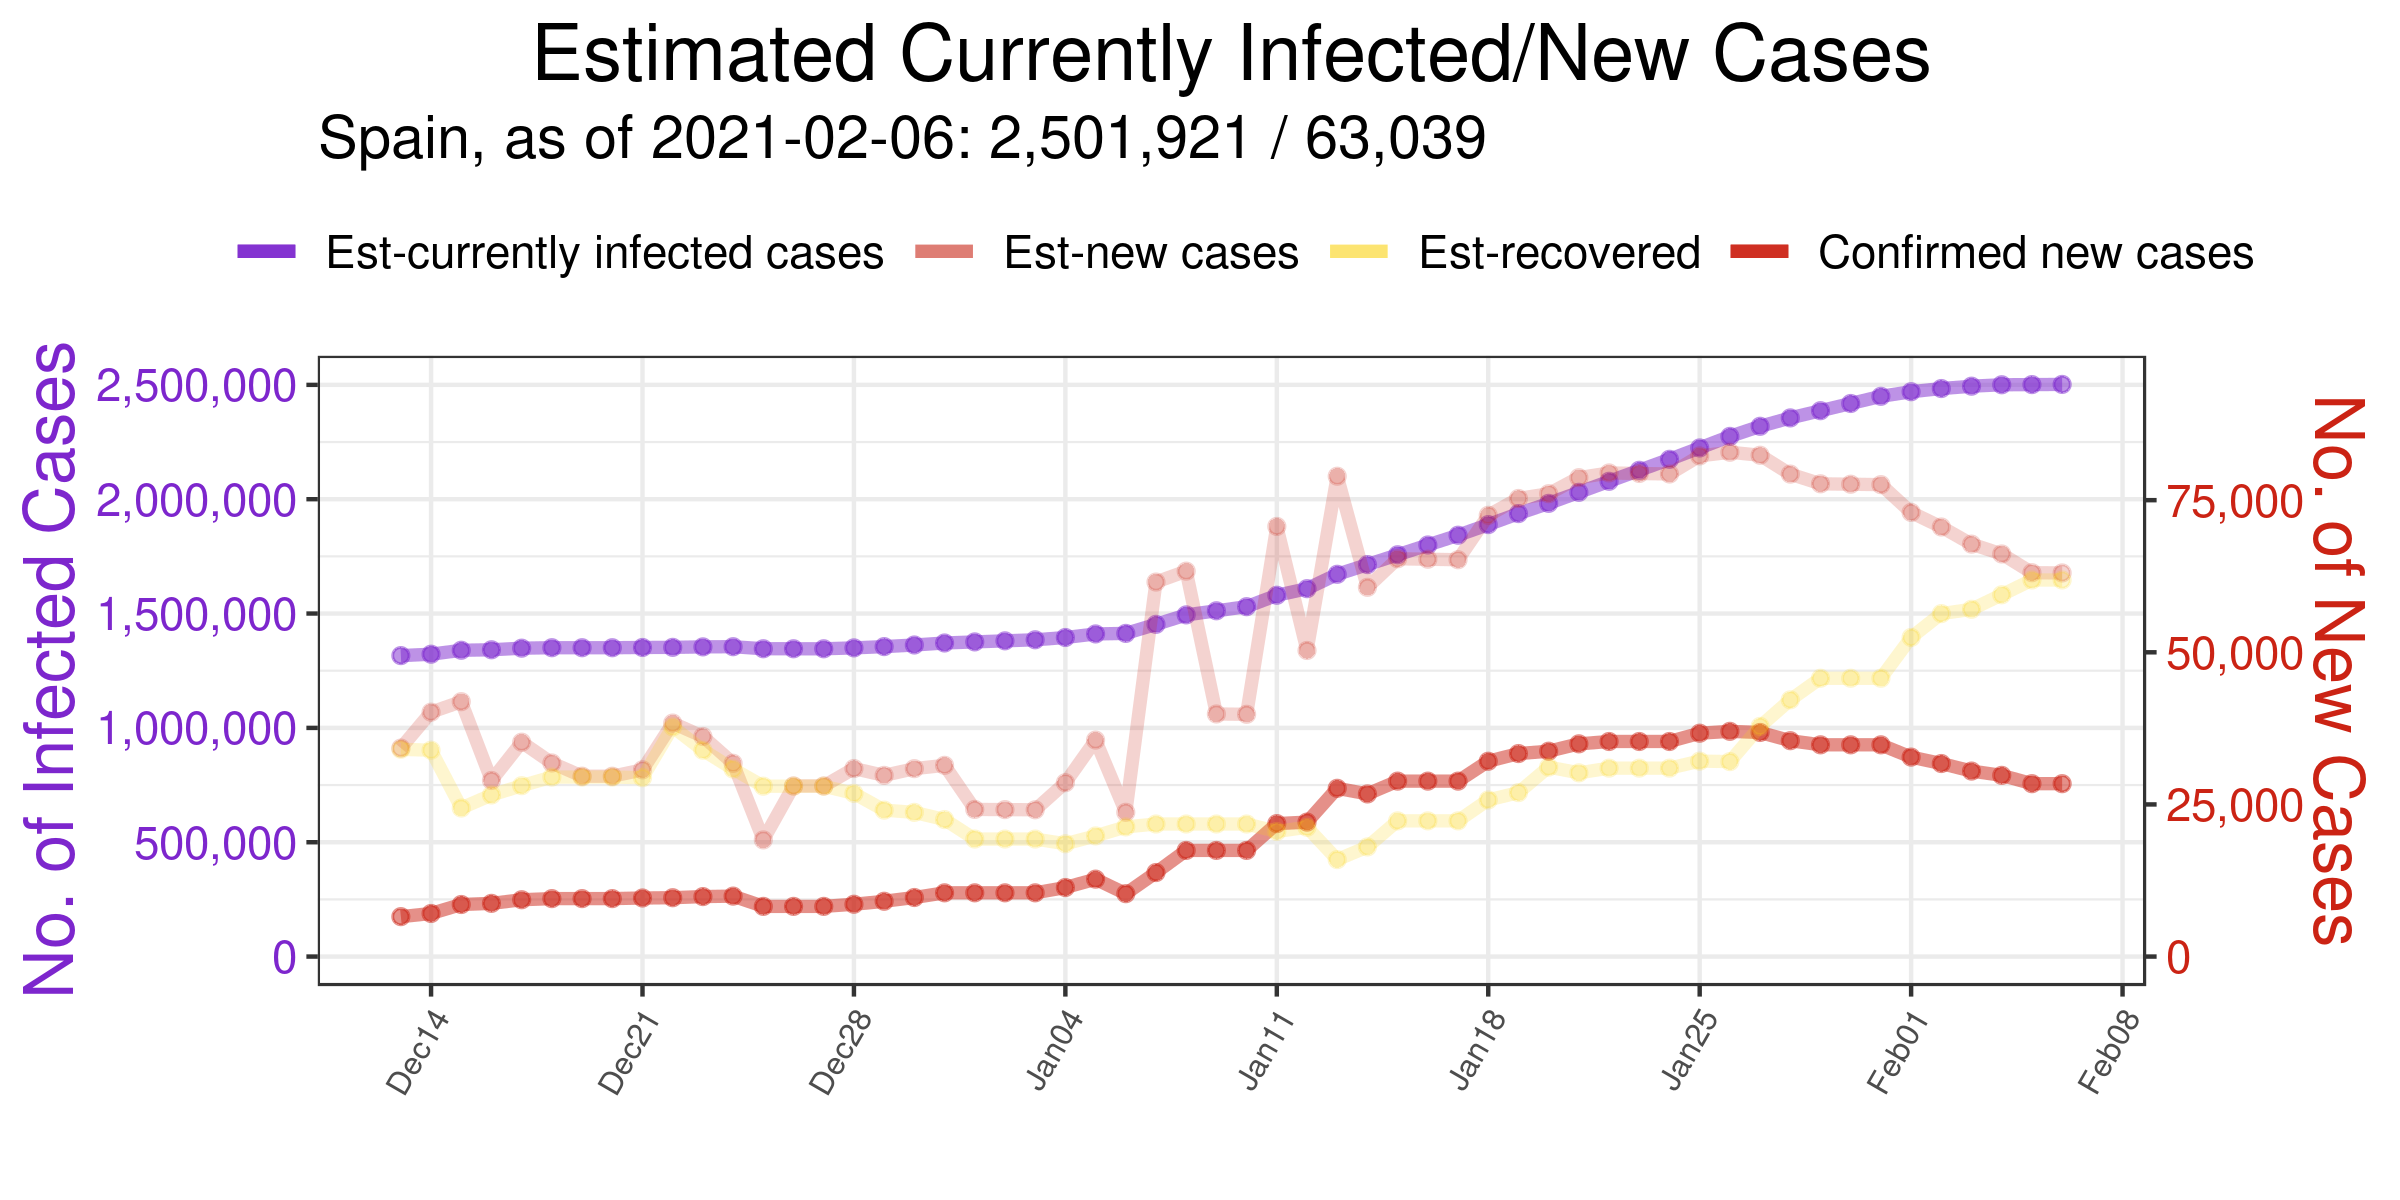 Estimated Currently Infected/New Cases
Spain, as of 2021-02-06: 2,501,921 / 63,039
Est-currently infected cases Est-new cases Est-recovered Confirmed new cases
No. of Infected Cases
2,500,000
2,000,000
1,500,000
1,000,000
500,000
0
75,000
50,000
25,000
0
No. of New Cases
Dec14 Dec21 Dec28 Jan04 Jan11 Jan18 Jan25 Feb01 Feb08